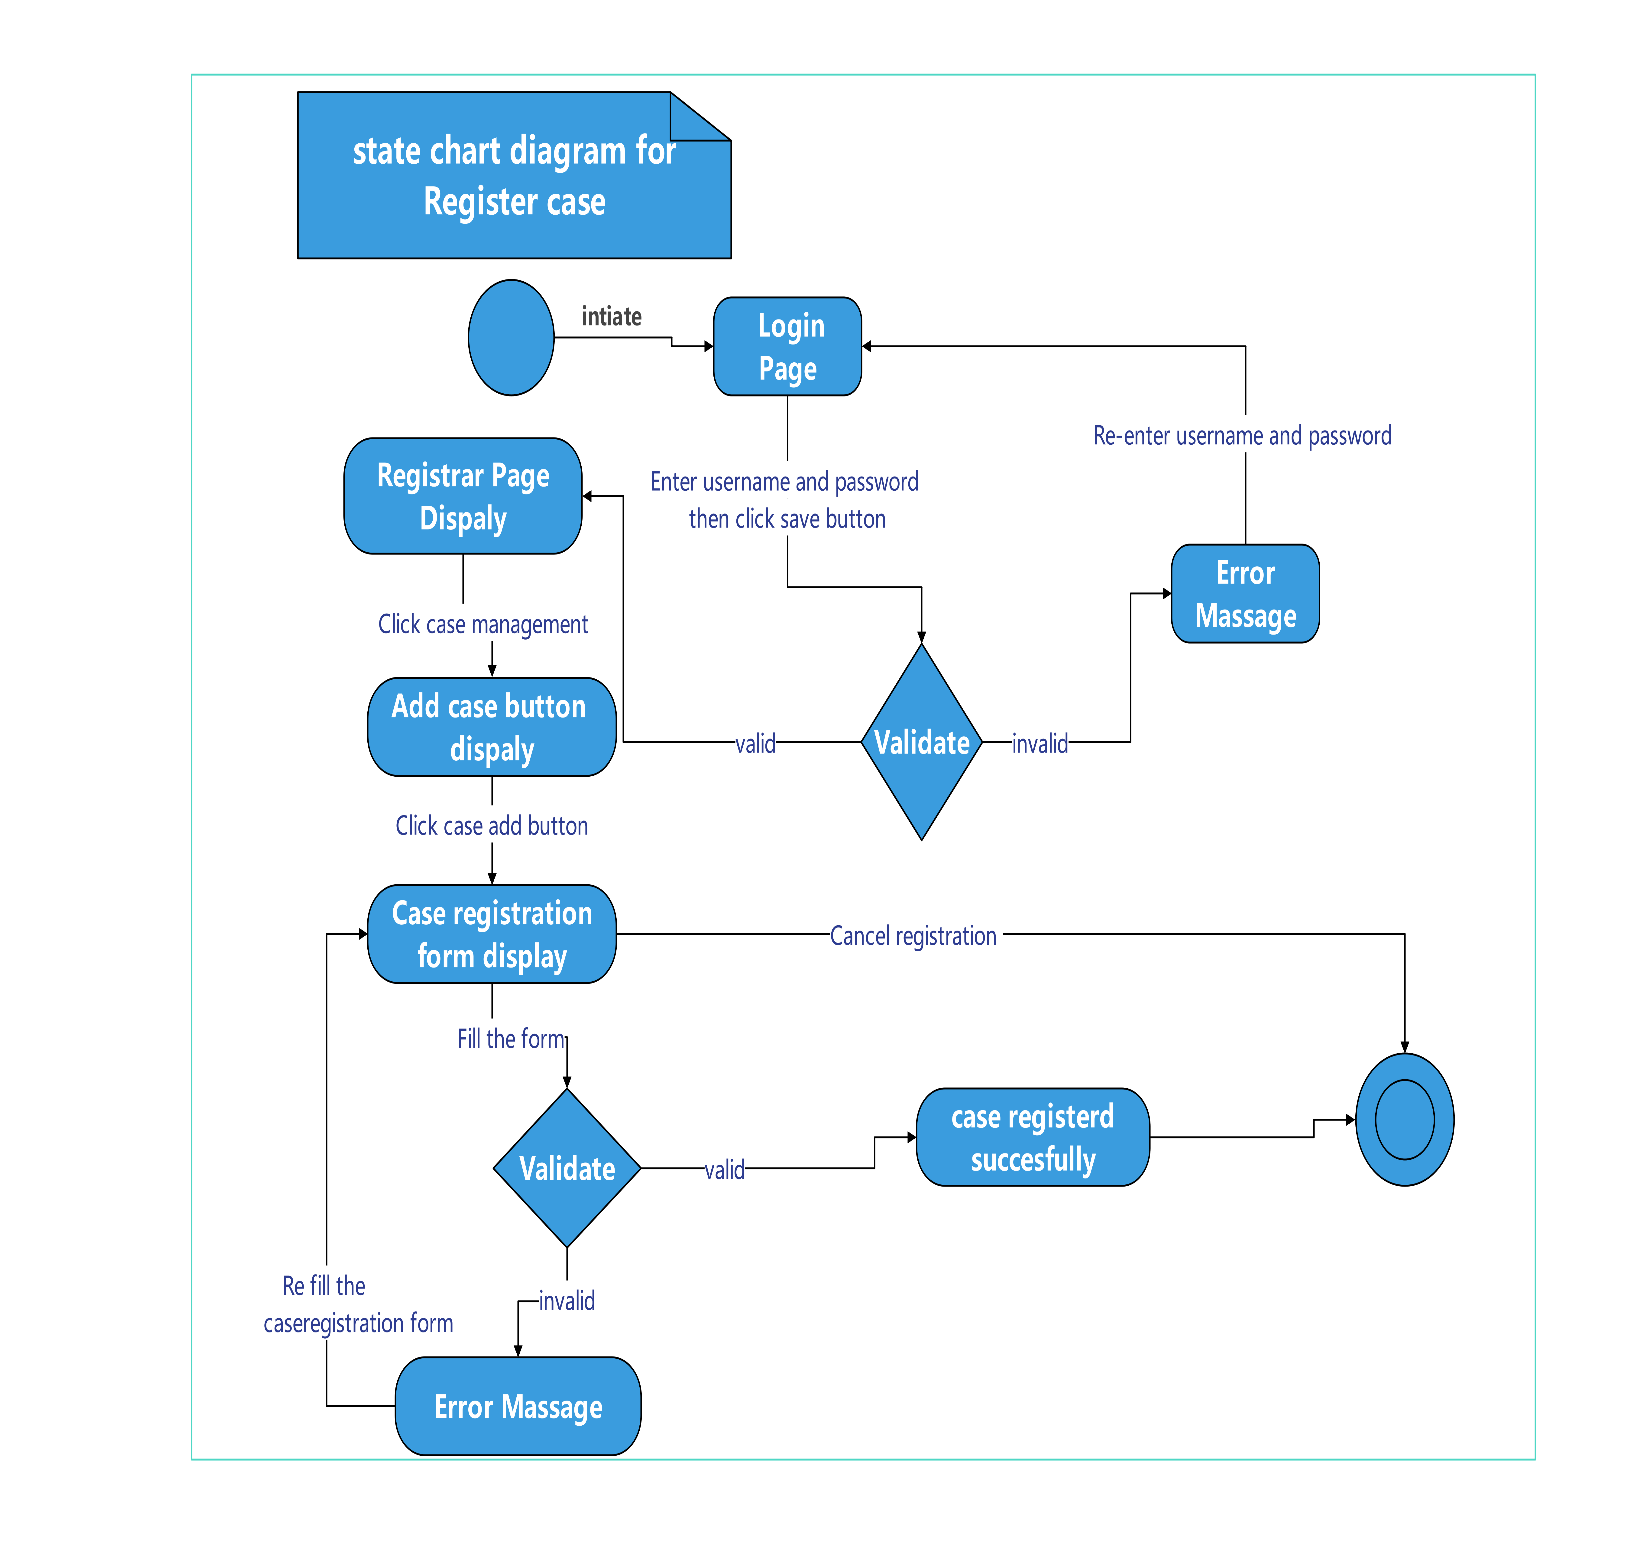 state chart diagram for
Register case
intiate
Login
Page
Re-enter username and password
Registrar Page
Dispaly
Enter username and password
then click save button
Error
Massage
Click case management
Add case button
dispaly
valid
Validate
invalid
Click case add button
Case registration
form display
Cancel registration
Fill the form
case registerd
succesfully
Validate
valid
Re fill the
caseregistration form
invalid
Error Massage